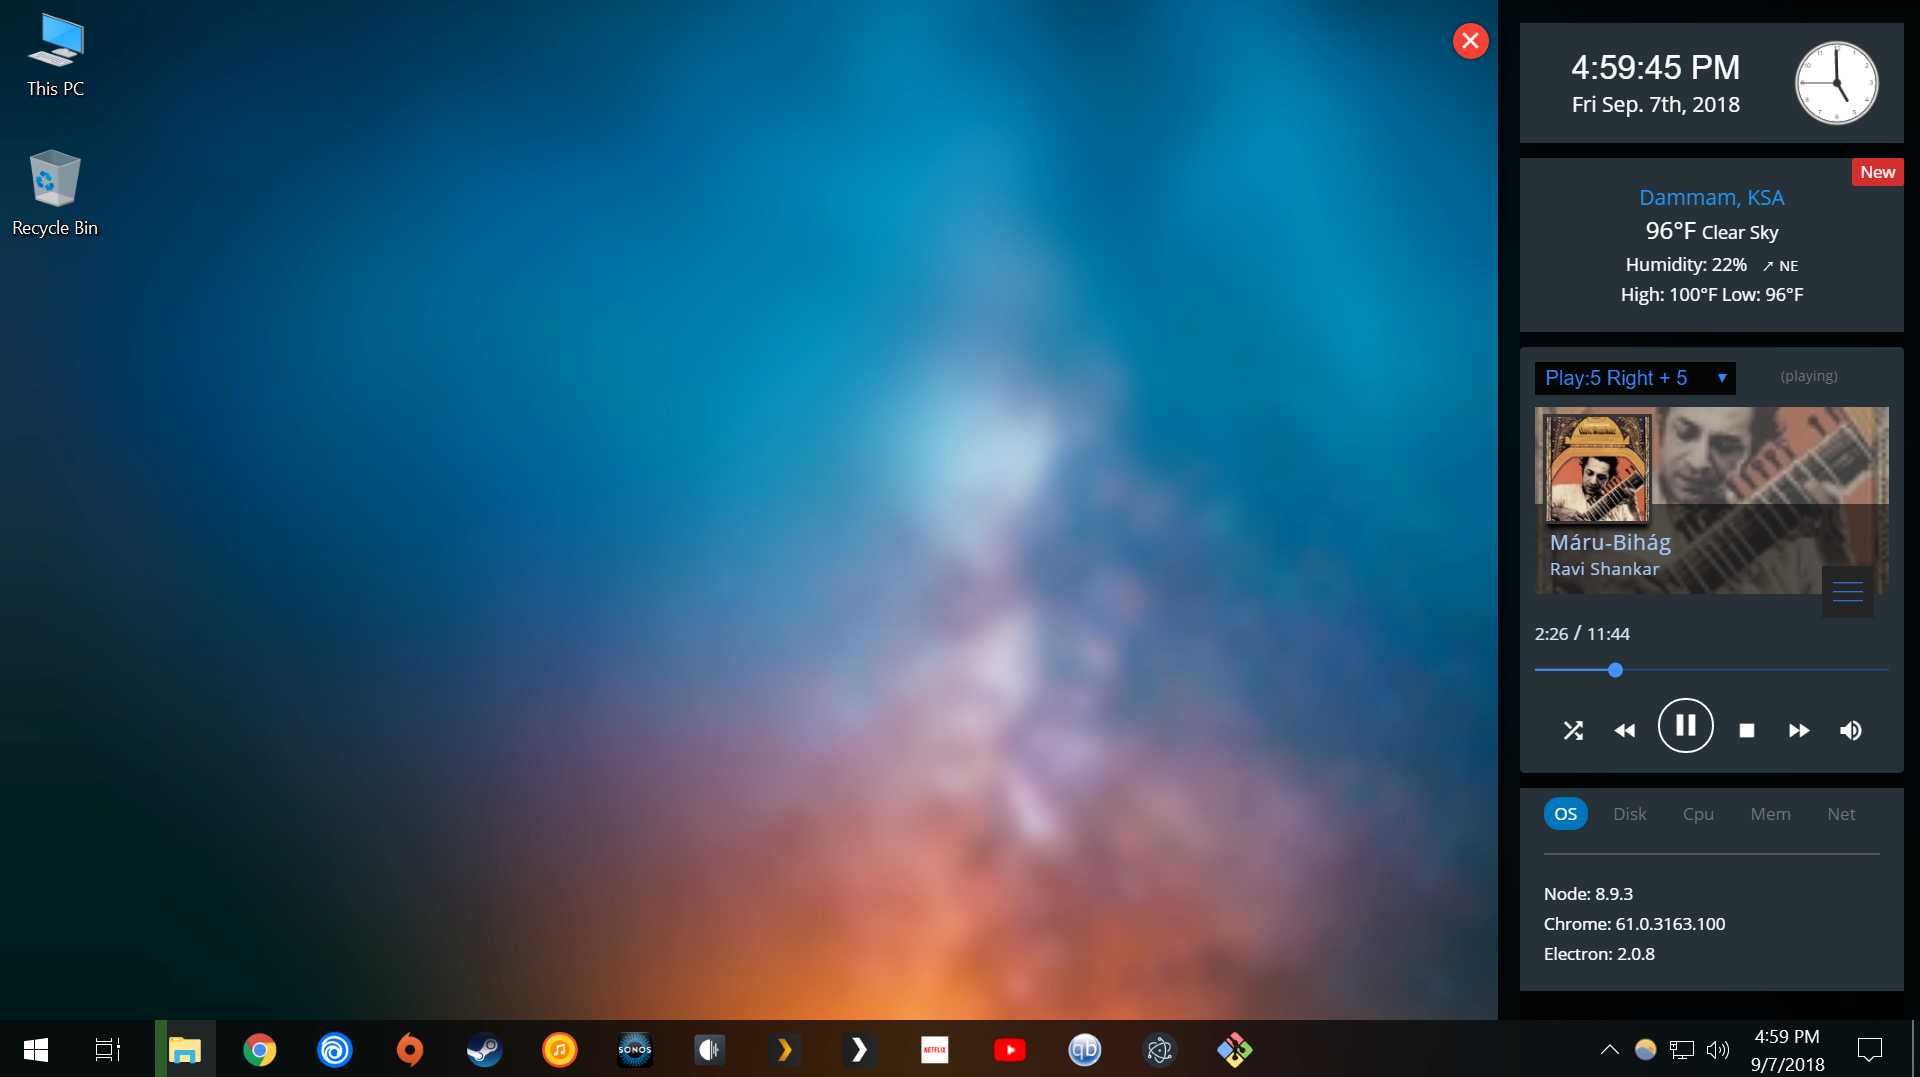 This PC
Recycle Bin
4:59:45 PM
Fri Sep. 7th, 2018
New
Dammam, KSA
96°F Clear Sky
Humidity: 22% ↗ NE
High: 100°F Low: 96°F
Play:5 Right + 5 ▼
(playing)
Máru-Bihág
Ravi Shankar
2:26 / 11:44
OS Disk Cpu Mem Net
Node: 8.9.3
Chrome: 61.0.3163.100
Electron: 2.0.8
SONOS
NETFLIX
qb
4:59 PM
9/7/2018